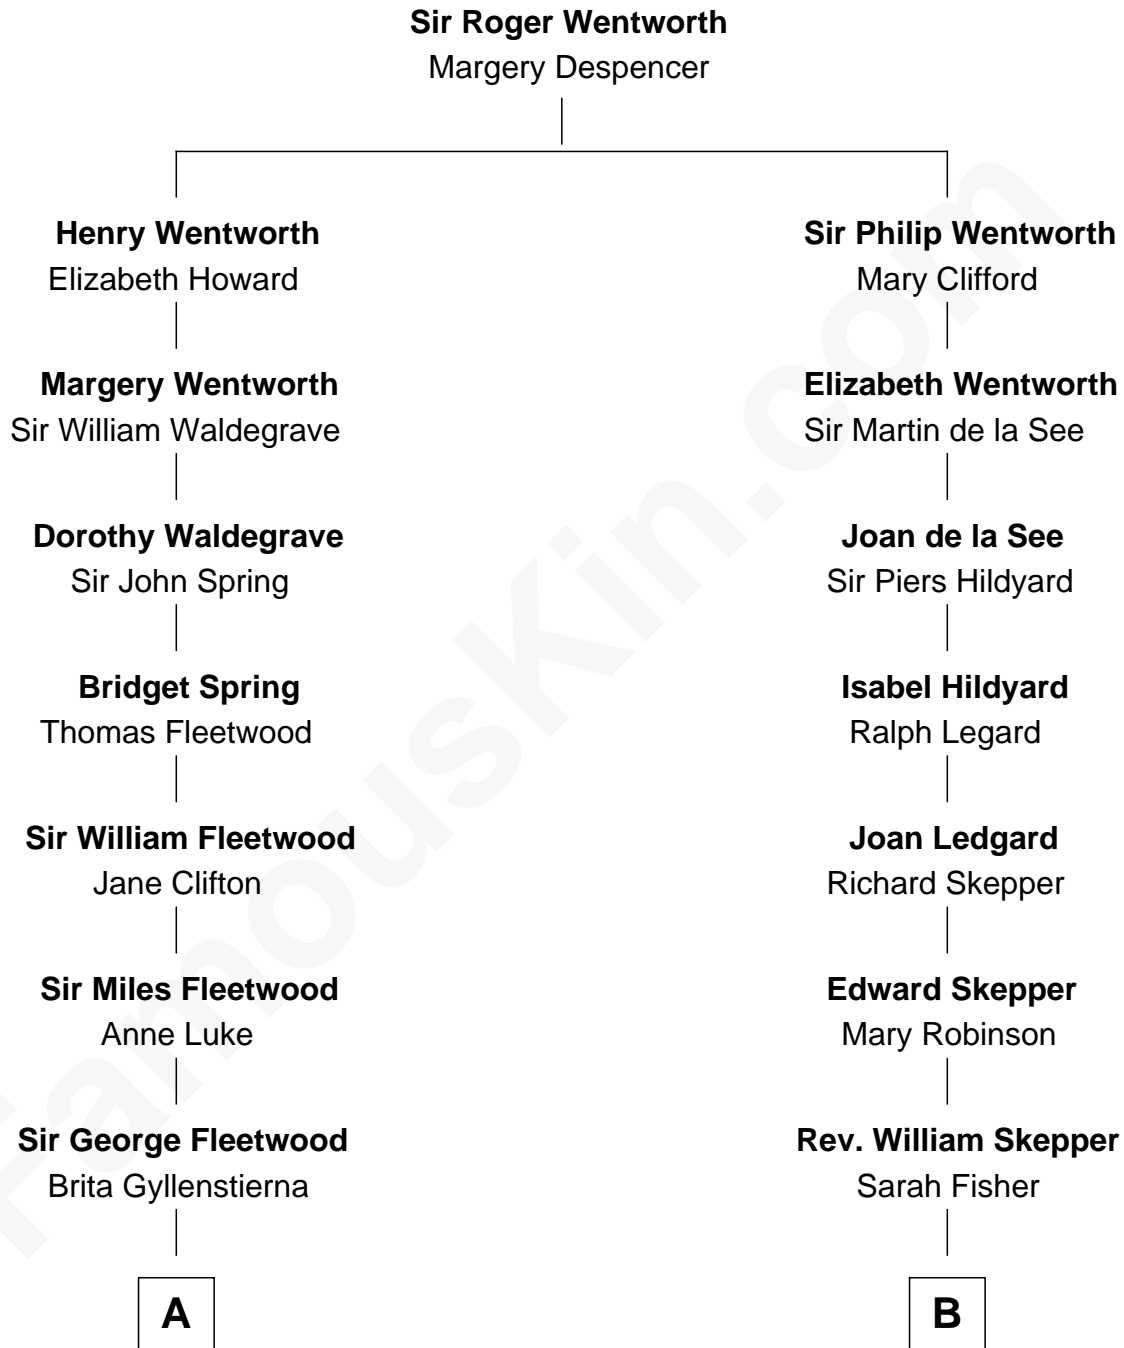 Sir Roger Wentworth
Margery Despencer
Henry Wentworth
Elizabeth Howard
Margery Wentworth
Sir William Waldegrave
Dorothy Waldegrave
Sir John Spring
Bridget Spring
Thomas Fleetwood
Sir William Fleetwood
Jane Clifton
Sir Miles Fleetwood
Anne Luke
Sir George Fleetwood
Brita Gyllenstierna
A
Sir Philip Wentworth
Mary Clifford
Elizabeth Wentworth
Sir Martin de la See
Joan de la See
Sir Piers Hildyard
Isabel Hildyard
Ralph Legard
Joan Ledgard
Richard Skepper
Edward Skepper
Mary Robinson
Rev. William Skepper
Sarah Fisher
B
FamousKin.com